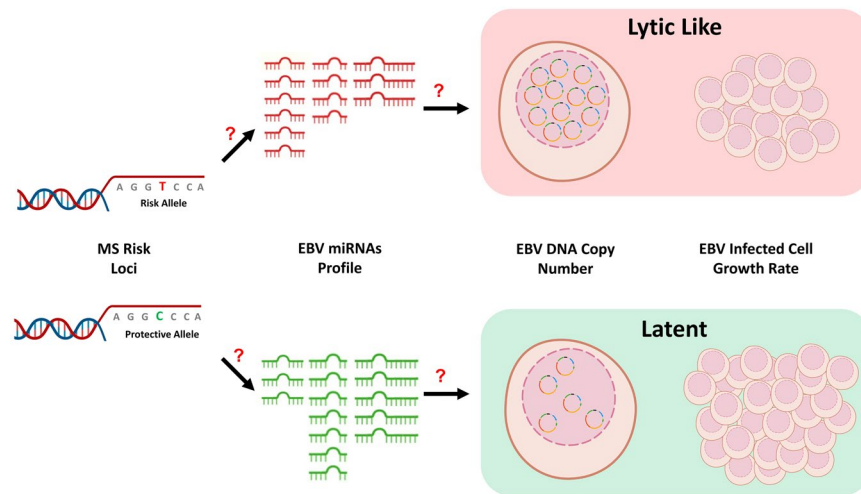 Lytic Like
?
?
A G G T C C A
Risk Allele
MS Risk
Loci
EBV miRNAs
Profile
EBV DNA Copy
Number
EBV Infected Cell
Growth Rate
A G G C C C A
Protective Allele
Latent
?
?